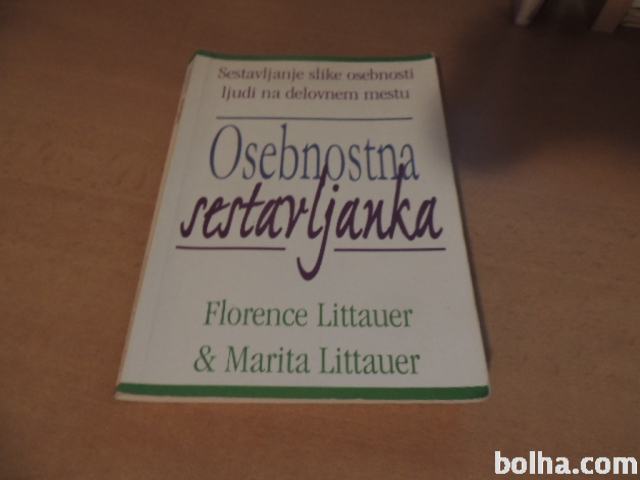 Sestavljanje slike osebnosti
ljudi na delovnem mestu
Osebnostna
sestavljanka
Florence Littauer
& Marita Littauer
bolha.com